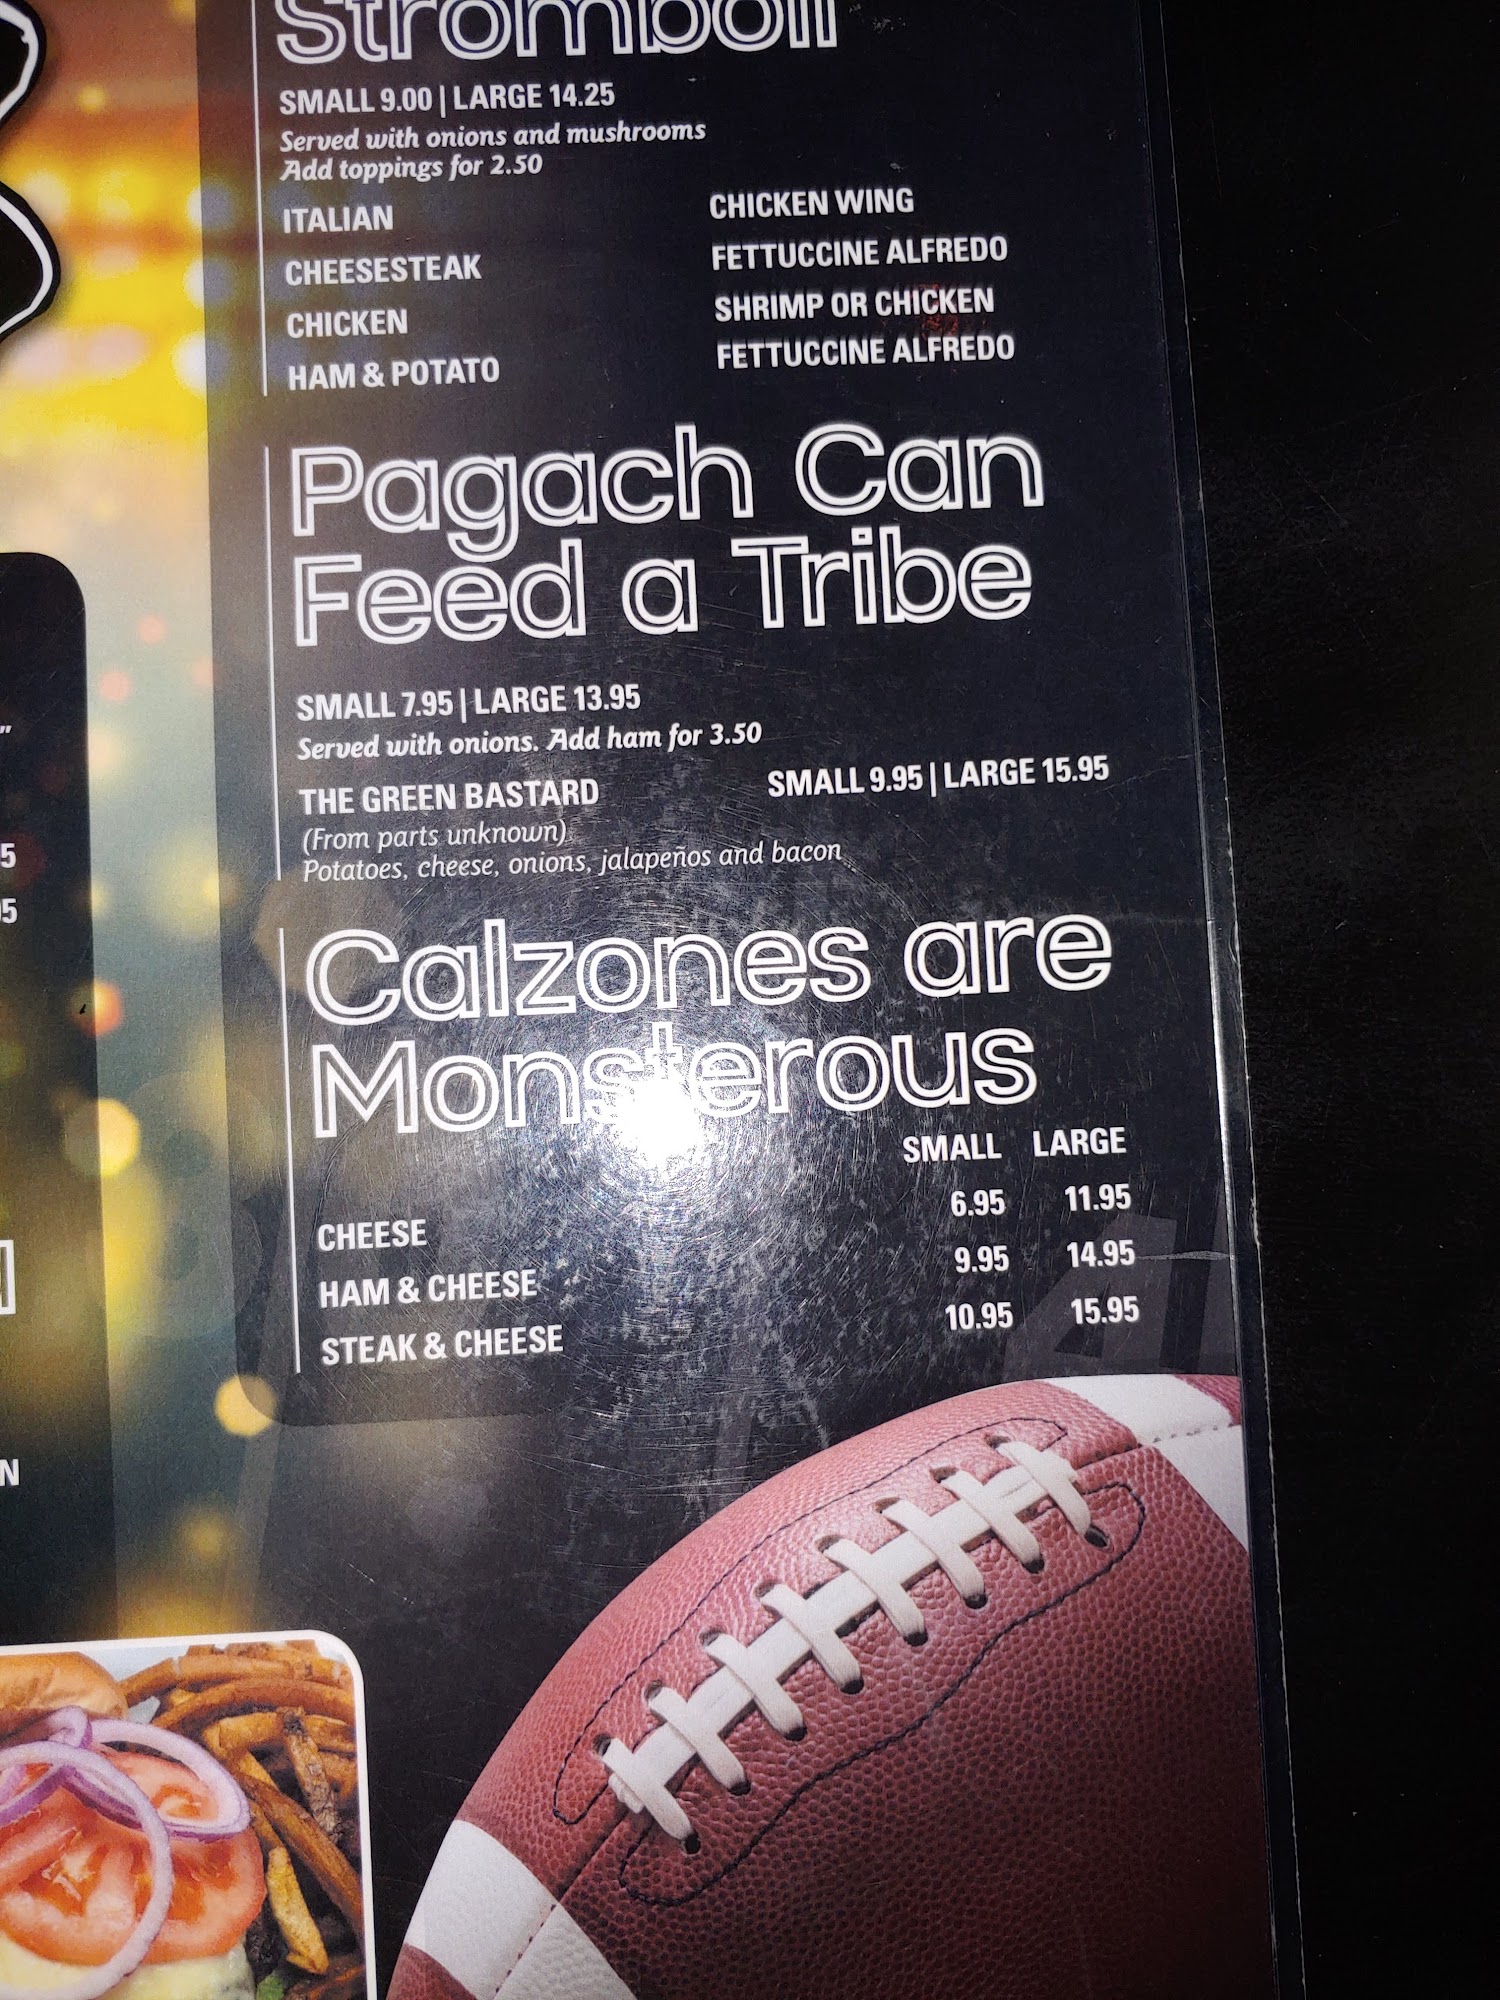 Stromboli
SMALL 9.00 | LARGE 14.25
Served with onions and mushrooms
Add toppings for 2.50
ITALIAN
CHEESESTEAK
CHICKEN
HAM & POTATO
CHICKEN WING
FETTUCCINE ALFREDO
SHRIMP OR CHICKEN
FETTUCCINE ALFREDO
Pagach Can
Feed a Tribe
SMALL 7.95 | LARGE 13.95
Served with onions. Add ham for 3.50
THE GREEN BASTARD SMALL 9.95 | LARGE 15.95
(From parts unknown)
Potatoes, cheese, onions, jalapeños and bacon
Calzones are
Monsterous
SMALL LARGE
CHEESE 6.95 11.95
HAM & CHEESE 9.95 14.95
STEAK & CHEESE 10.95 15.95